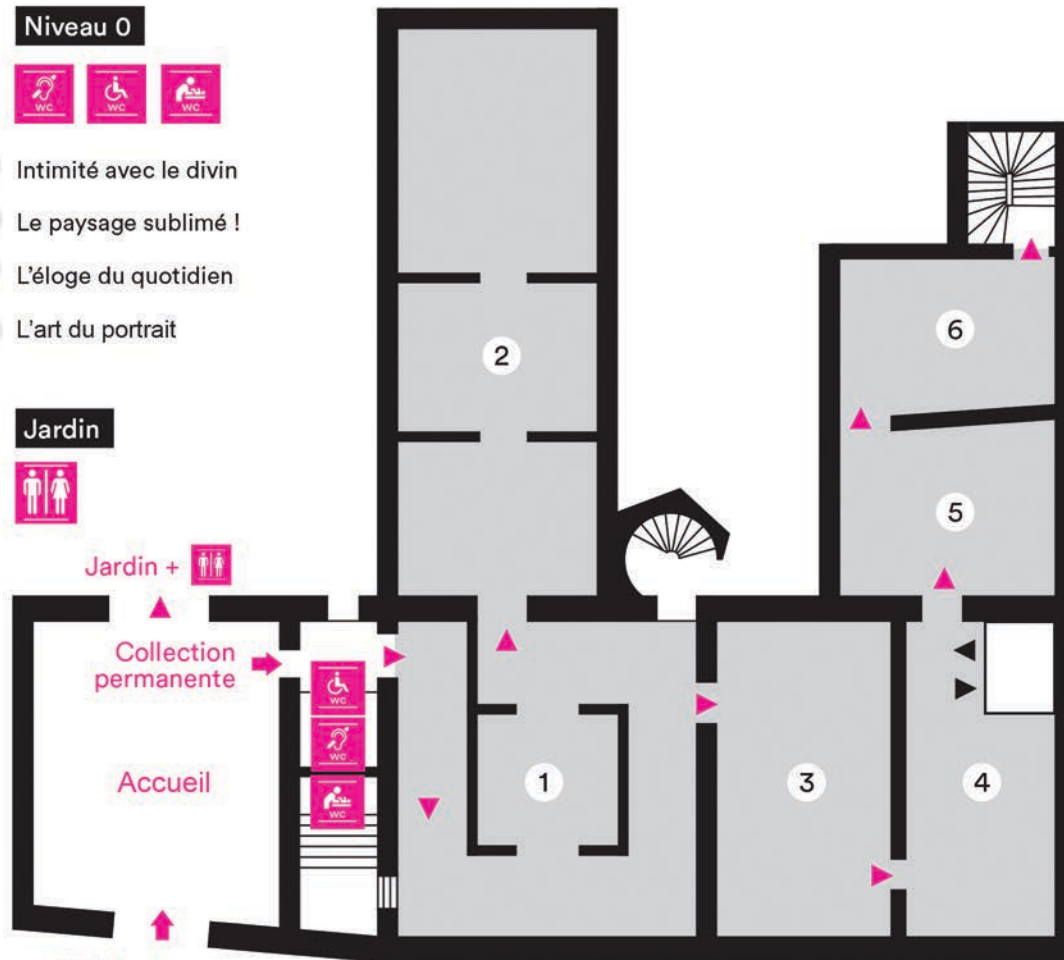 Niveau 0
WC
WC
WC
Intimité avec le divin
Le paysage sublimé !
L'éloge du quotidien
L'art du portrait
Jardin
Jardin +
Collection
permanente
Accueil
WC
WC
WC
1
2
3
4
5
6